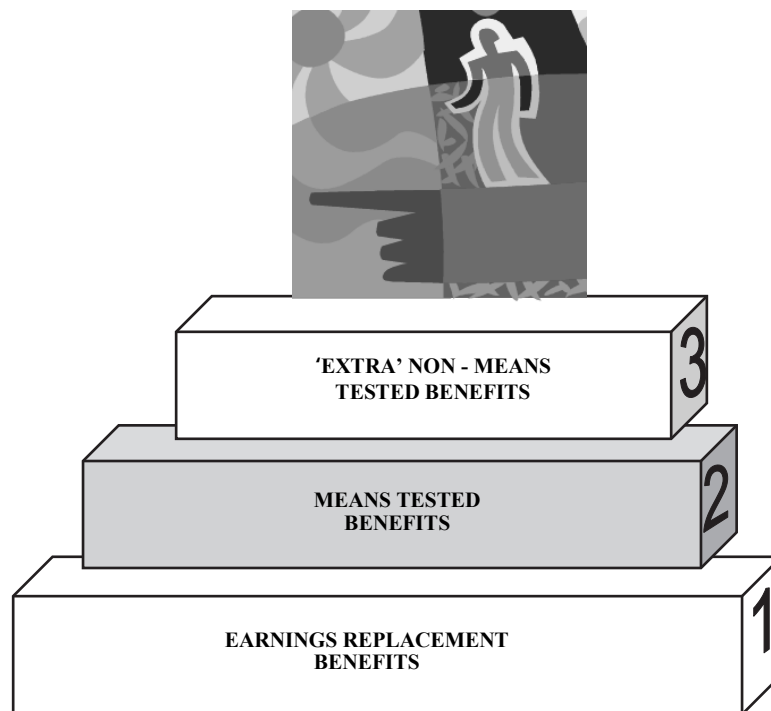 ‘EXTRA’ NON - MEANS
TESTED BENEFITS
3
MEANS TESTED
BENEFITS
2
EARNINGS REPLACEMENT
BENEFITS
1